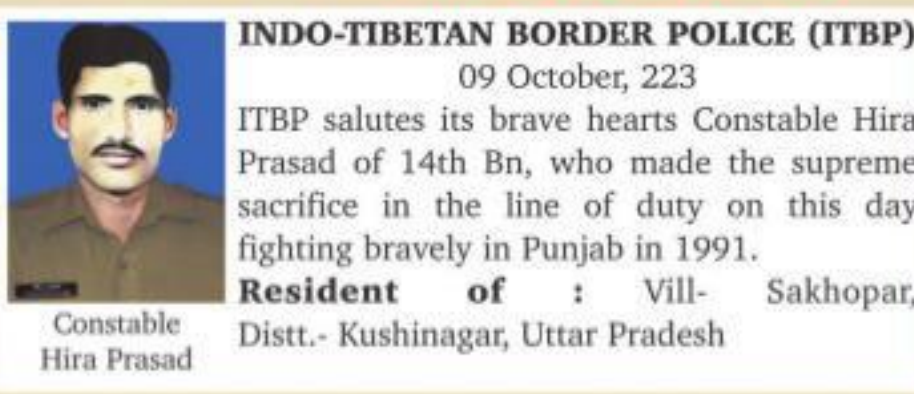 INDO-TIBETAN BORDER POLICE (ITBP)
09 October, 223
ITBP salutes its brave hearts Constable Hira
Prasad of 14th Bn, who made the supreme
sacrifice in the line of duty on this day
fighting bravely in Punjab in 1991.
Resident of : Vill- Sakhopar,
Distt.- Kushinagar, Uttar Pradesh
Constable
Hira Prasad